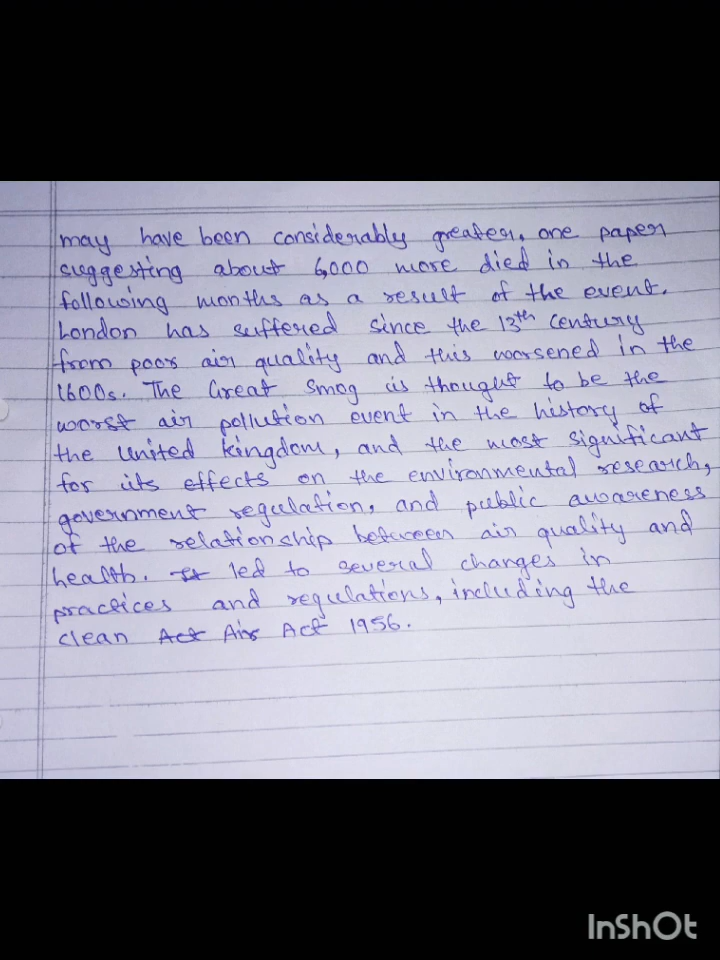 may have been considerably greater, one paper
suggesting about 6,000 more died in the
following months as a result of the event.
London has suffered since the 13th century
from poor air quality and this worsened in the
1600s. The Great Smog is thought to be the
worst air pollution event in the history of
the United Kingdom, and the most significant
for its effects on the environmental research,
government regulation, and public awareness
of the relationship between air quality and
health. It led to several changes in
practices and regulations, including the
clean Act Air Act 1956.
InShOt